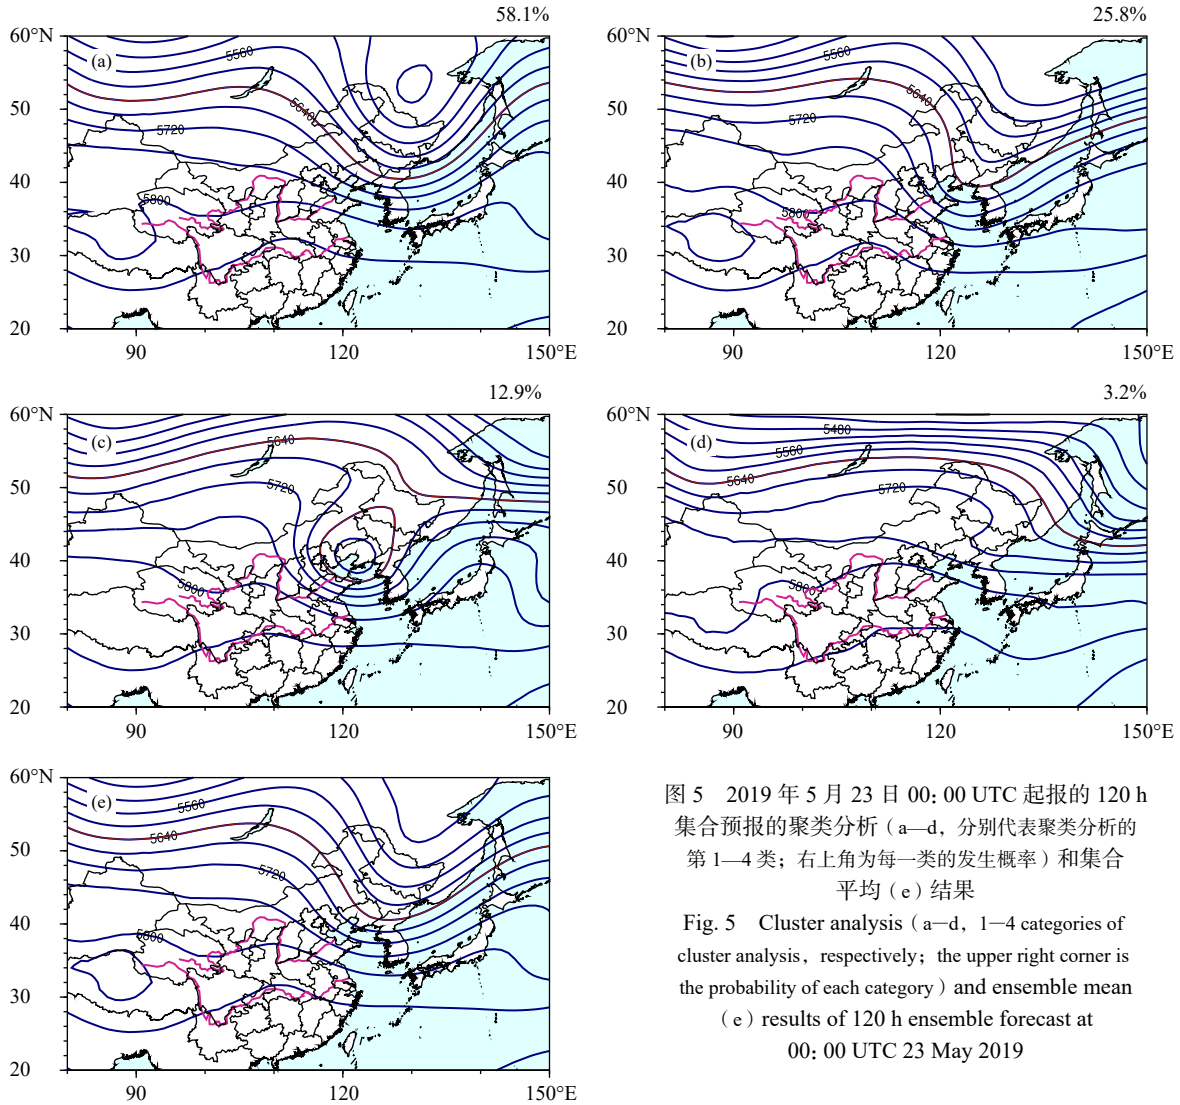 58.1%
60°N
(a)
5560
50
5640
5720
40
5800
30
20
90
120
150°E
25.8%
60°N
(b)
5560
50
5640
5720
40
5800
30
20
90
120
150°E
12.9%
60°N
(c)
5640
50
5720
40
5800
30
20
90
120
150°E
3.2%
60°N
(d)
5480
5560
5640
50
5720
40
5800
30
20
90
120
150°E
60°N
(e)
5560
5640
50
5720
40
5800
30
20
90
120
150°E
图 5 2019 年 5 月 23 日 00: 00 UTC 起报的 120 h
集合预报的聚类分析（a—d，分别代表聚类分析的
第 1—4 类；右上角为每一类的发生概率）和集合
平均（e）结果
Fig. 5 Cluster analysis（a—d，1—4 categories of
cluster analysis，respectively；the upper right corner is
the probability of each category）and ensemble mean
（e）results of 120 h ensemble forecast at
00: 00 UTC 23 May 2019